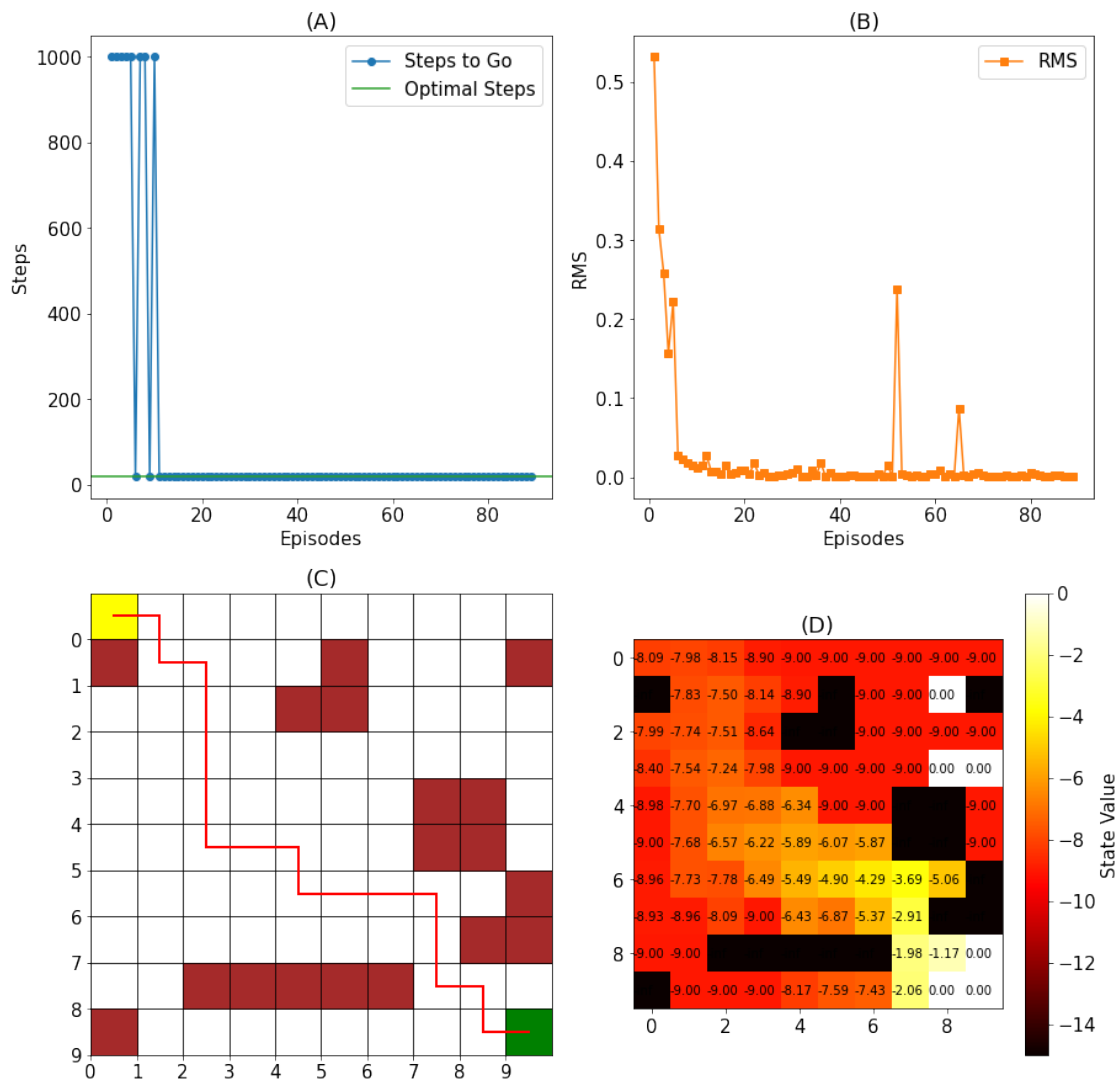 (A)
1000
800
600
400
200
0
Steps
0 20 40 60 80
Episodes
Steps to Go
Optimal Steps
(B)
0.5
0.4
0.3
0.2
0.1
0.0
RMS
0 20 40 60 80
Episodes
RMS
(C)
0
1
2
3
4
5
6
7
8
9
0 1 2 3 4 5 6 7 8 9
(D)
0 -8.09 -7.98 -8.15 -8.90 -9.00 -9.00 -9.00 -9.00 -9.00 -9.00
-7.83 -7.50 -8.14 -8.90 -9.00 -9.00 0.00
2 -7.99 -7.74 -7.51 -8.64 -9.00 -9.00 -9.00 -9.00
-8.40 -7.54 -7.24 -7.98 -9.00 -9.00 -9.00 -9.00 0.00 0.00
4 -8.98 -7.70 -6.97 -6.88 -6.34 -9.00 -9.00 -9.00
-9.00 -7.68 -6.57 -6.22 -5.89 -6.07 -5.87 -9.00
6 -8.96 -7.73 -7.78 -6.49 -5.49 -4.90 -4.29 -3.69 -5.06
-8.93 -8.96 -8.09 -9.00 -6.43 -6.87 -5.37 -2.91
8 -9.00 -9.00 -1.98 -1.17 0.00
-9.00 -9.00 -9.00 -8.17 -7.59 -7.43 -2.06 0.00 0.00
0 2 4 6 8
0
−2
−4
−6
−8
−10
−12
−14
State Value